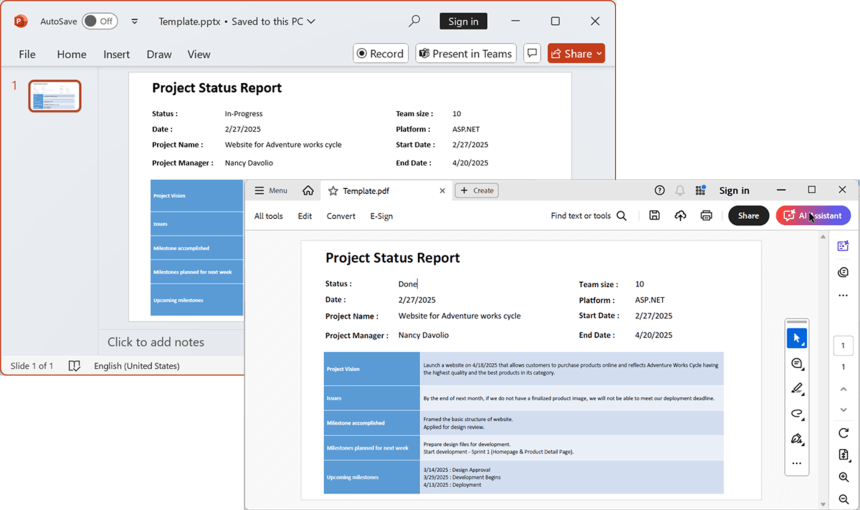 AutoSave Off Template.pptx • Saved to this PC Sign in
File Home Insert Draw View Record Present in Teams Share
1
Project Status Report
Status : In-Progress Team size : 10
Date : 2/27/2025 Platform : ASP.NET
Project Name : Website for Adventure works cycle Start Date : 2/27/2025
Project Manager : Nancy Davolio End Date : 4/20/2025
Project Vision
Issues
Milestone accomplished
Milestones planned for next week
Upcoming milestones
Click to add notes
Slide 1 of 1 English (United States)
Menu Template.pdf Create Sign in
All tools Edit Convert E-Sign Find text or tools Share AI Assistant
Project Status Report
Status : Done Team size : 10
Date : 2/27/2025 Platform : ASP.NET
Project Name : Website for Adventure works cycle Start Date : 2/27/2025
Project Manager : Nancy Davolio End Date : 4/20/2025
Project Vision Launch a website on 4/18/2025 that allows customers to purchase products online and reflects Adventure Works Cycle having
the highest quality and the best products in its category.
Issues By the end of next month, if we do not have a finalized product image, we will not be able to meet our deployment deadline.
Milestone accomplished Framed the basic structure of website.
Applied for design review.
Milestones planned for next week Prepare design files for development.
Start development - Sprint 1 (Homepage & Product Detail Page).
Upcoming milestones 3/14/2025 : Design Approval
3/29/2025 : Development Begins
4/13/2025 : Deployment
1
1